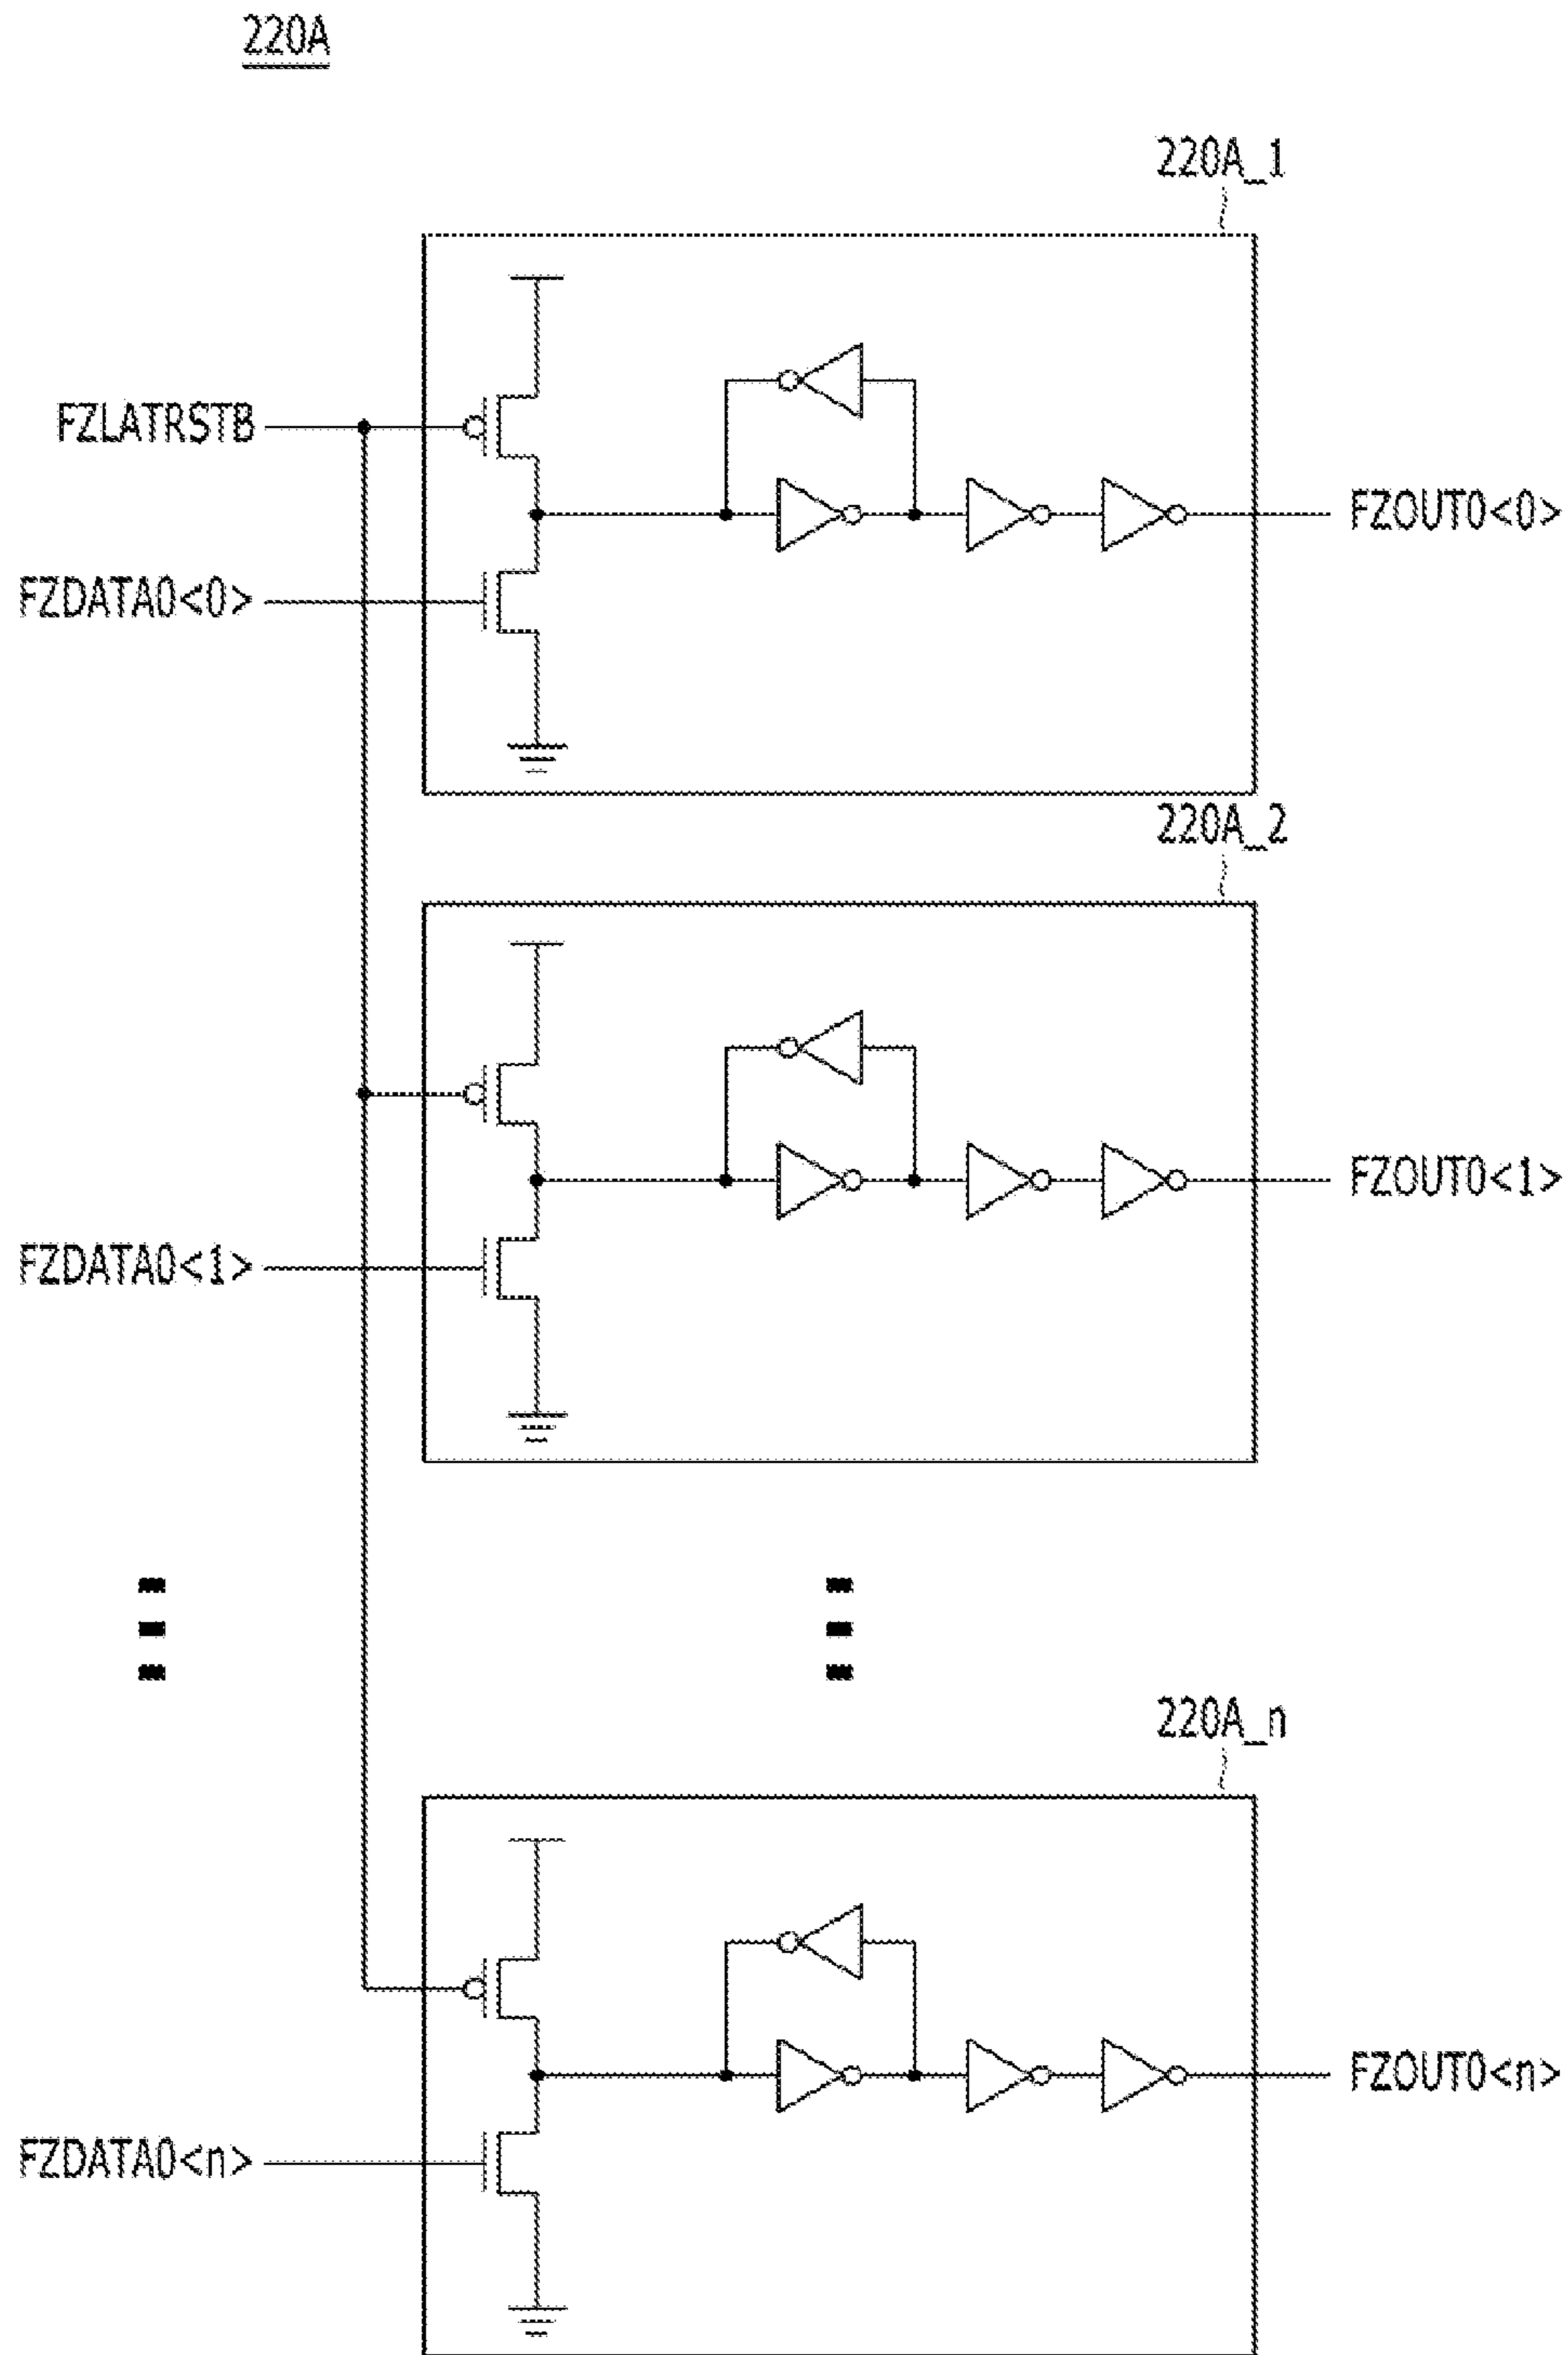 220A
220A_1
FZLATRSTB
FZOUT0<0>
FZDATA0<0>
220A_2
FZOUT0<1>
FZDATA0<1>
220A_n
FZOUT0<n>
FZDATA0<n>